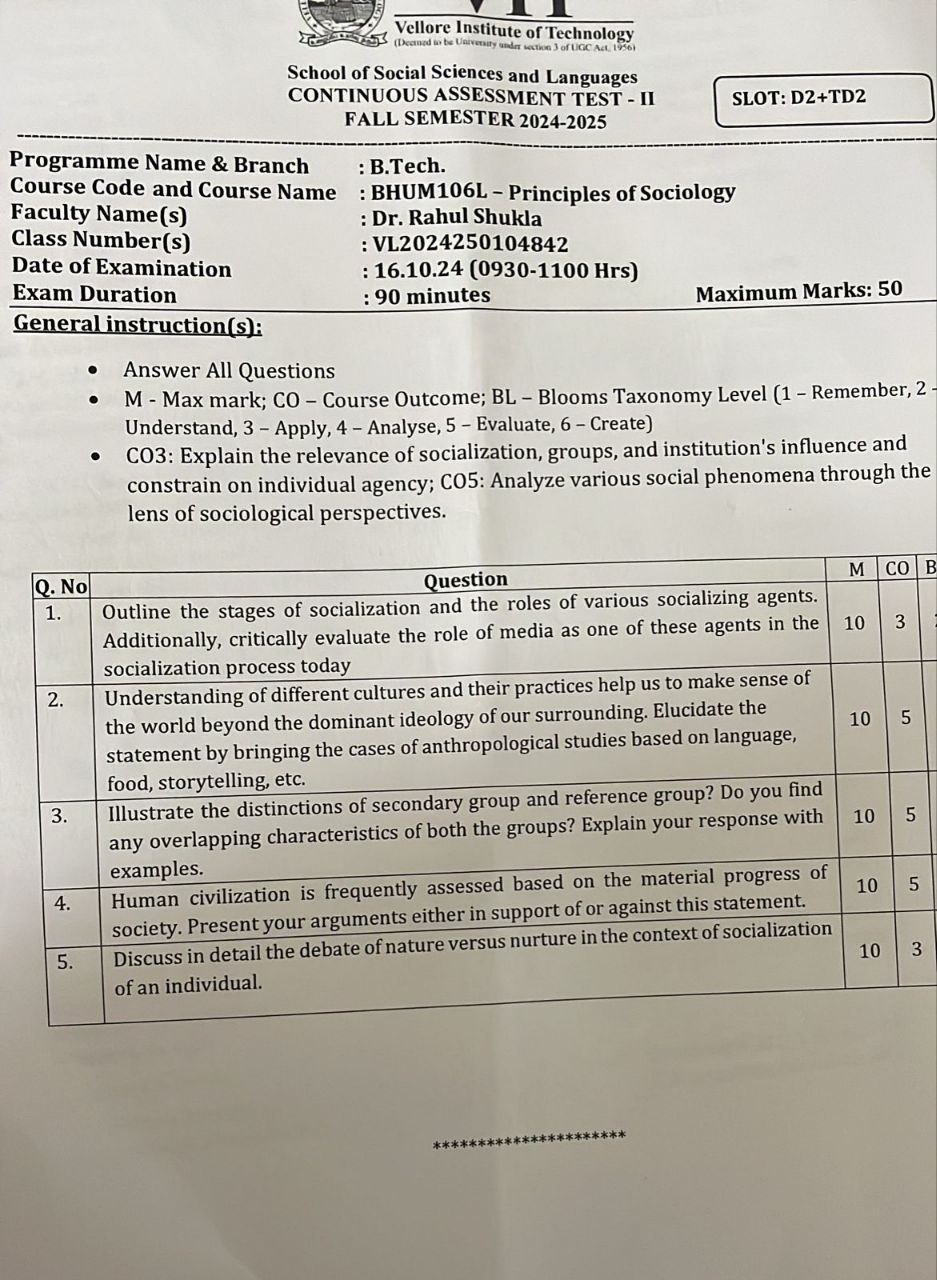 Vellore Institute of Technology
(Deemed to be University under section 3 of UGC Act, 1956)
School of Social Sciences and Languages
CONTINUOUS ASSESSMENT TEST - II
FALL SEMESTER 2024-2025
SLOT: D2+TD2
Programme Name & Branch : B.Tech.
Course Code and Course Name : BHUM106L – Principles of Sociology
Faculty Name(s) : Dr. Rahul Shukla
Class Number(s) : VL2024250104842
Date of Examination : 16.10.24 (0930-1100 Hrs)
Exam Duration : 90 minutes Maximum Marks: 50
General instruction(s):
• Answer All Questions
• M - Max mark; CO – Course Outcome; BL – Blooms Taxonomy Level (1 – Remember, 2 –
Understand, 3 – Apply, 4 – Analyse, 5 – Evaluate, 6 – Create)
• CO3: Explain the relevance of socialization, groups, and institution's influence and
constrain on individual agency; CO5: Analyze various social phenomena through the
lens of sociological perspectives.
Q. No Question M CO B
1. Outline the stages of socialization and the roles of various socializing agents.
Additionally, critically evaluate the role of media as one of these agents in the 10 3
socialization process today
2. Understanding of different cultures and their practices help us to make sense of
the world beyond the dominant ideology of our surrounding. Elucidate the 10 5
statement by bringing the cases of anthropological studies based on language,
food, storytelling, etc.
3. Illustrate the distinctions of secondary group and reference group? Do you find
any overlapping characteristics of both the groups? Explain your response with 10 5
examples.
4. Human civilization is frequently assessed based on the material progress of 10 5
society. Present your arguments either in support of or against this statement.
5. Discuss in detail the debate of nature versus nurture in the context of socialization 10 3
of an individual.
**********************